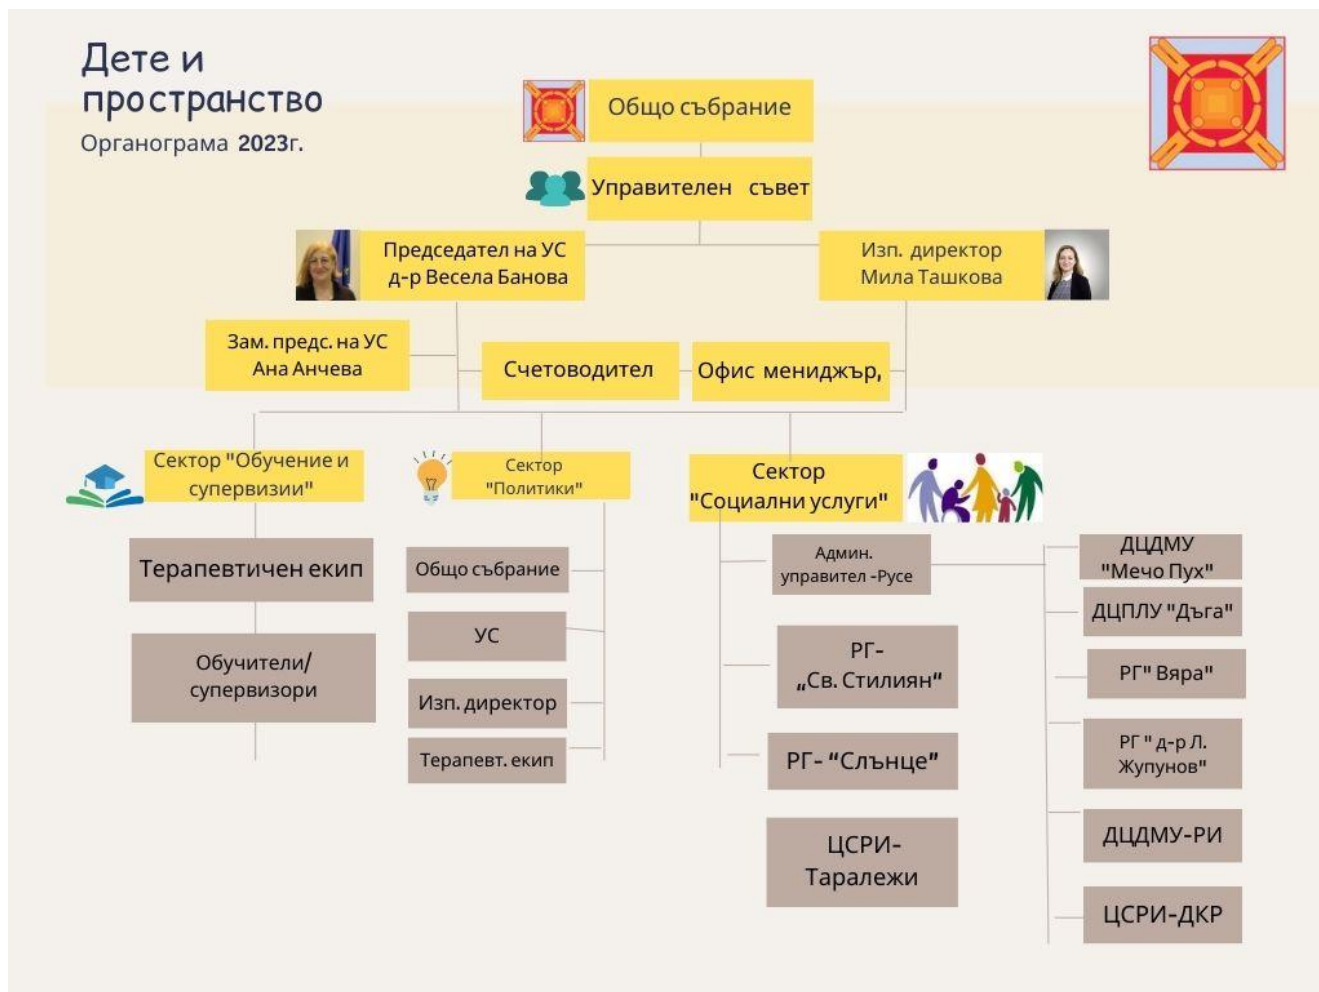 Дете и
пространство
Органограма 2023г.
Общо събрание
Управителен съвет
Председател на УС
д-р Весела Банова
Изп. директор
Мила Ташкова
Зам. предс. на УС
Ана Анчева
Счетоводител
Офис мениджър,
Сектор "Обучение и
супервизии"
Сектор
"Политики"
Сектор
"Социални услуги"
Терапевтичен екип
Обучители/
супервизори
Общо събрание
УС
Изп. директор
Терапевт. екип
Админ.
управител -Русе
РГ-
„Св. Стилиян“
РГ- “Слънце”
ЦСРИ-
Таралежи
ДЦДМУ
"Мечо Пух"
ДЦПЛУ "Дъга"
РГ" Вяра"
РГ " д-р Л.
Жупунов"
ДЦДМУ-РИ
ЦСРИ-ДКР